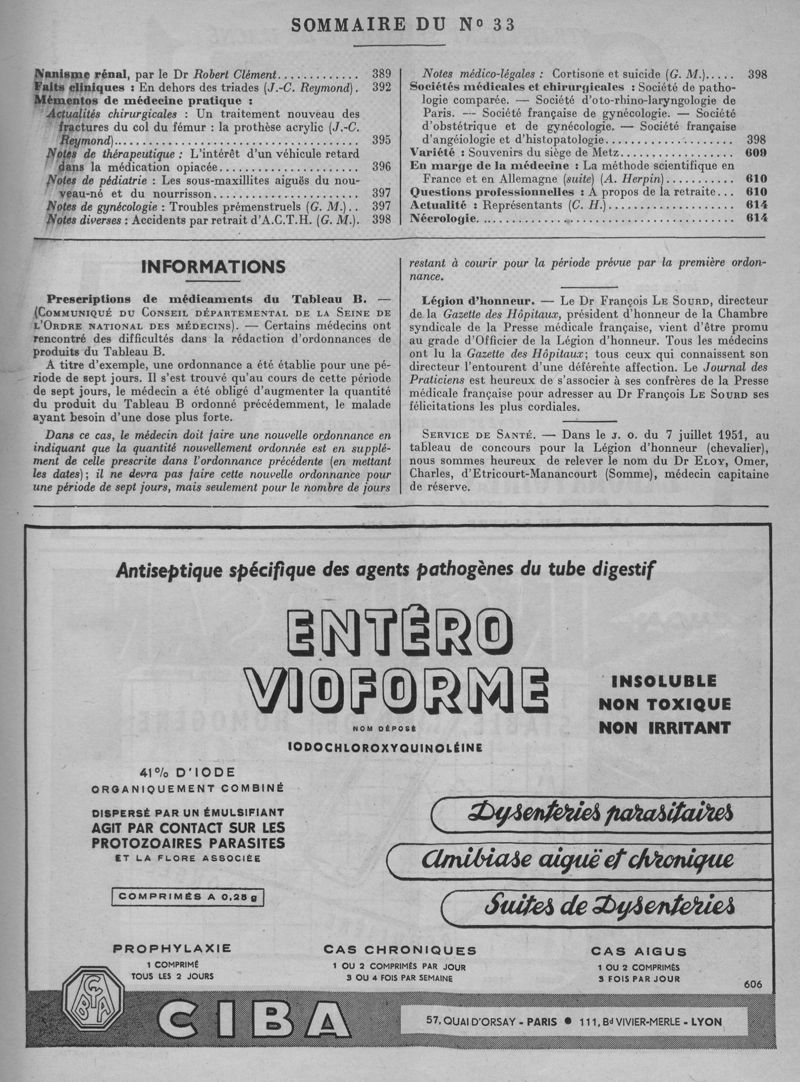 SOMMAIRE DU Nº 33
Nanisme rénal, par le Dr Robert Clément............. 389
Faits cliniques : En dehors des triades (J.-C. Reymond). 392
Mémentos de médecine pratique :
Actualités chirurgicales : Un traitement nouveau des
fractures du col du fémur : la prothèse acrylic (J.-C.
Reymond)...................................... 395
Notes de thérapeutique : L'intérêt d'un véhicule retard
dans la médication opiacée...................... 396
Notes de pédiatrie : Les sous-maxillites aiguës du nou-
veau-né et du nourrisson....................... 397
Notes de gynécologie : Troubles prémenstruels (G. M.).. 397
Notes diverses : Accidents par retrait d'A.C.T.H. (G. M.). 398
Notes médico-légales : Cortisone et suicide (G. M.)..... 398
Sociétés médicales et chirurgicales : Société de patho-
logie comparée. — Société d'oto-rhino-laryngologie de
Paris. — Société française de gynécologie. — Société
d'obstétrique et de gynécologie. — Société française
d'angéiologie et d'histopatologie.................... 398
Variété : Souvenirs du siège de Metz.................. 609
En marge de la médecine : La méthode scientifique en
France et en Allemagne (suite) (A. Herpin).......... 610
Questions professionnelles : A propos de la retraite... 610
Actualité : Représentants (C. H.).................... 614
Nécrologie.......................................... 614
INFORMATIONS
Prescriptions de médicaments du Tableau B. —
(Communiqué du Conseil départemental de la Seine de
l'Ordre national des médecins). — Certains médecins ont
rencontré des difficultés dans la rédaction d'ordonnances de
produits du Tableau B.
A titre d'exemple, une ordonnance a été établie pour une pé-
riode de sept jours. Il s'est trouvé qu'au cours de cette période
de sept jours, le médecin a été obligé d'augmenter la quantité
du produit du Tableau B ordonné précédemment, le malade
ayant besoin d'une dose plus forte.
Dans ce cas, le médecin doit faire une nouvelle ordonnance en
indiquant que la quantité nouvellement ordonnée est en supplé-
ment de celle prescrite dans l'ordonnance précédente (en mettant
les dates) ; il ne devra pas faire cette nouvelle ordonnance pour
une période de sept jours, mais seulement pour le nombre de jours
restant à courir pour la période prévue par la première ordon-
nance.
Légion d'honneur. — Le Dr François Le Sourd, directeur
de la Gazette des Hôpitaux, président d'honneur de la Chambre
syndicale de la Presse médicale française, vient d'être promu
au grade d'Officier de la Légion d'honneur. Tous les médecins
ont lu la Gazette des Hôpitaux ; tous ceux qui connaissent son
directeur l'entourent d'une déférente affection. Le Journal des
Praticiens est heureux de s'associer à ses confrères de la Presse
médicale française pour adresser au Dr François Le Sourd ses
félicitations les plus cordiales.
Service de Santé. — Dans le J. O. du 7 juillet 1951, au
tableau de concours pour la Légion d'honneur (chevalier),
nous sommes heureux de relever le nom du Dr Eloy, Omer,
Charles, d'Etricourt-Manancourt (Somme), médecin capitaine
de réserve.
Antiseptique spécifique des agents pathogènes du tube digestif
ENTÉRO
VIOFORME
NOM DÉPOSÉ
IODOCHLOROXYQUINOLÉINE
INSOLUBLE
NON TOXIQUE
NON IRRITANT
41% D'IODE
ORGANIQUEMENT COMBINÉ
DISPERSÉ PAR UN ÉMULSIFIANT
AGIT PAR CONTACT SUR LES
PROTOZOAIRES PARASITES
ET LA FLORE ASSOCIÉE
COMPRIMÉS A 0,25 g
Dysenteries parasitaires
Amibiase aiguë et chronique
Suites de Dysenteries
PROPHYLAXIE
1 COMPRIMÉ
TOUS LES 2 JOURS
CAS CHRONIQUES
1 OU 2 COMPRIMÉS PAR JOUR
3 OU 4 FOIS PAR SEMAINE
CAS AIGUS
1 OU 2 COMPRIMÉS
3 FOIS PAR JOUR
606
CIBA
CIBA
57, QUAI D'ORSAY - PARIS ● 111, Bd VIVIER-MERLE - LYON